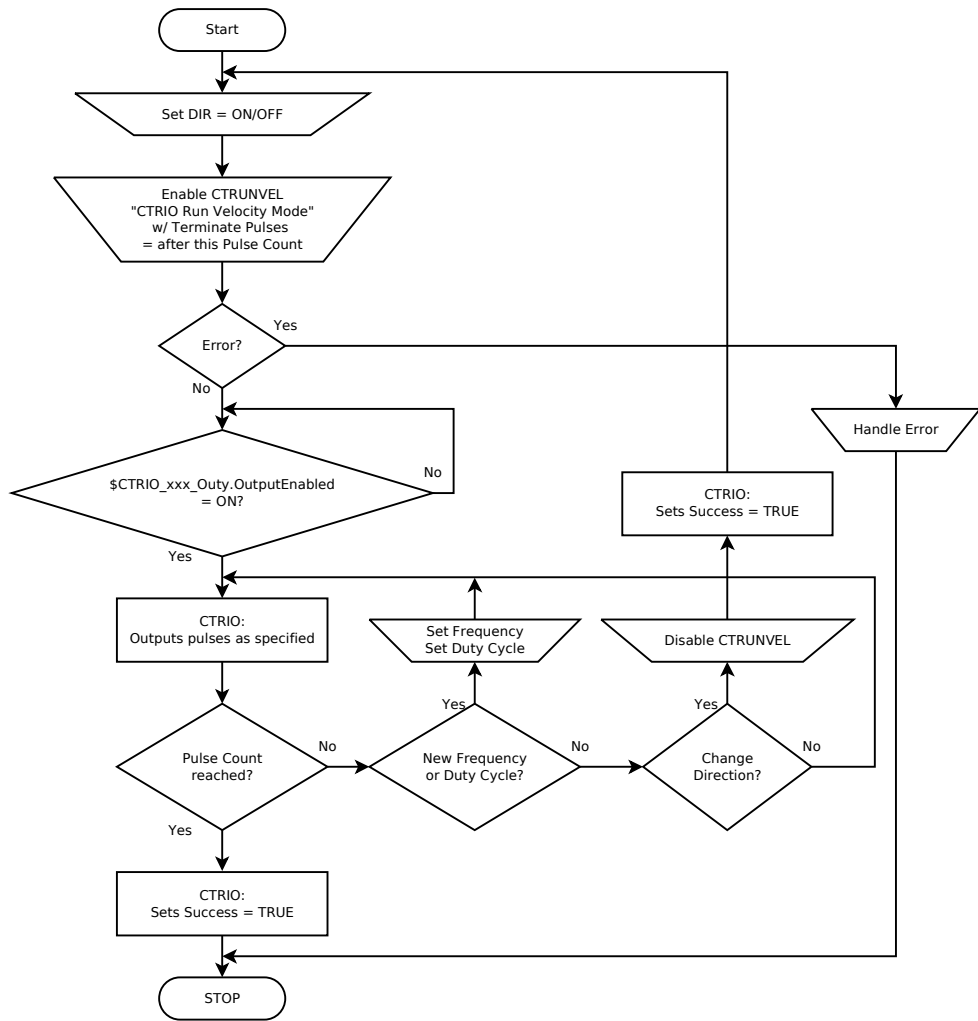 Start
Set DIR = ON/OFF
Enable CTRUNVEL
"CTRIO Run Velocity Mode"
w/ Terminate Pulses
= after this Pulse Count
Error?
Yes
No
Handle Error
$CTRIO_xxx_Outy.OutputEnabled
= ON?
No
Yes
CTRIO:
Sets Success = TRUE
CTRIO:
Outputs pulses as specified
Set Frequency
Set Duty Cycle
Disable CTRUNVEL
Pulse Count
reached?
No
Yes
New Frequency
or Duty Cycle?
Yes
No
Change
Direction?
Yes
No
CTRIO:
Sets Success = TRUE
STOP